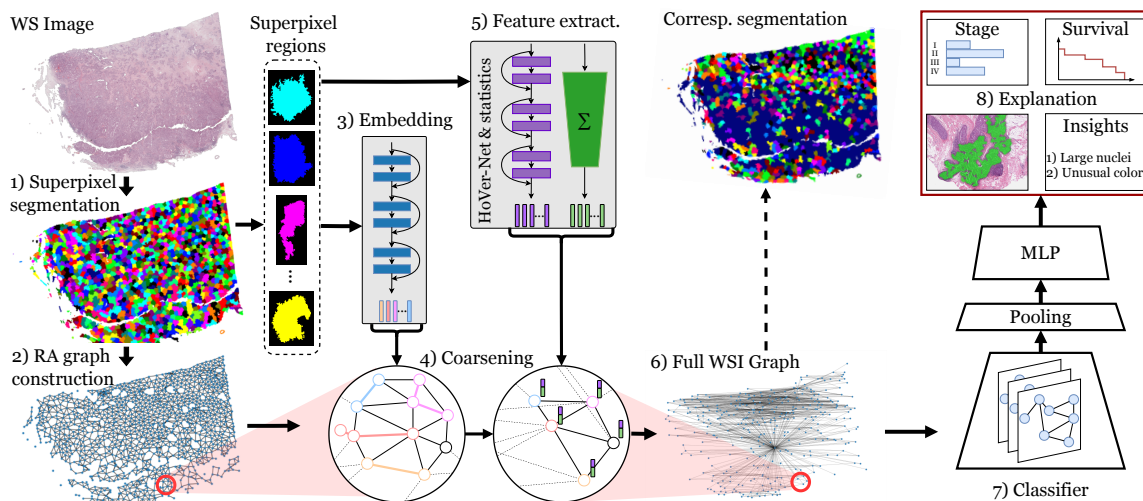 WS Image
1) Superpixel
segmentation
2) RA graph
construction
Superpixel
regions
3) Embedding
4) Coarsening
5) Feature extract.
HoVer-Net & statistics
Σ
Corresp. segmentation
6) Full WSI Graph
Stage
I
II
III
IV
Survival
8) Explanation
Insights
1) Large nuclei
2) Unusual color
MLP
Pooling
7) Classifier